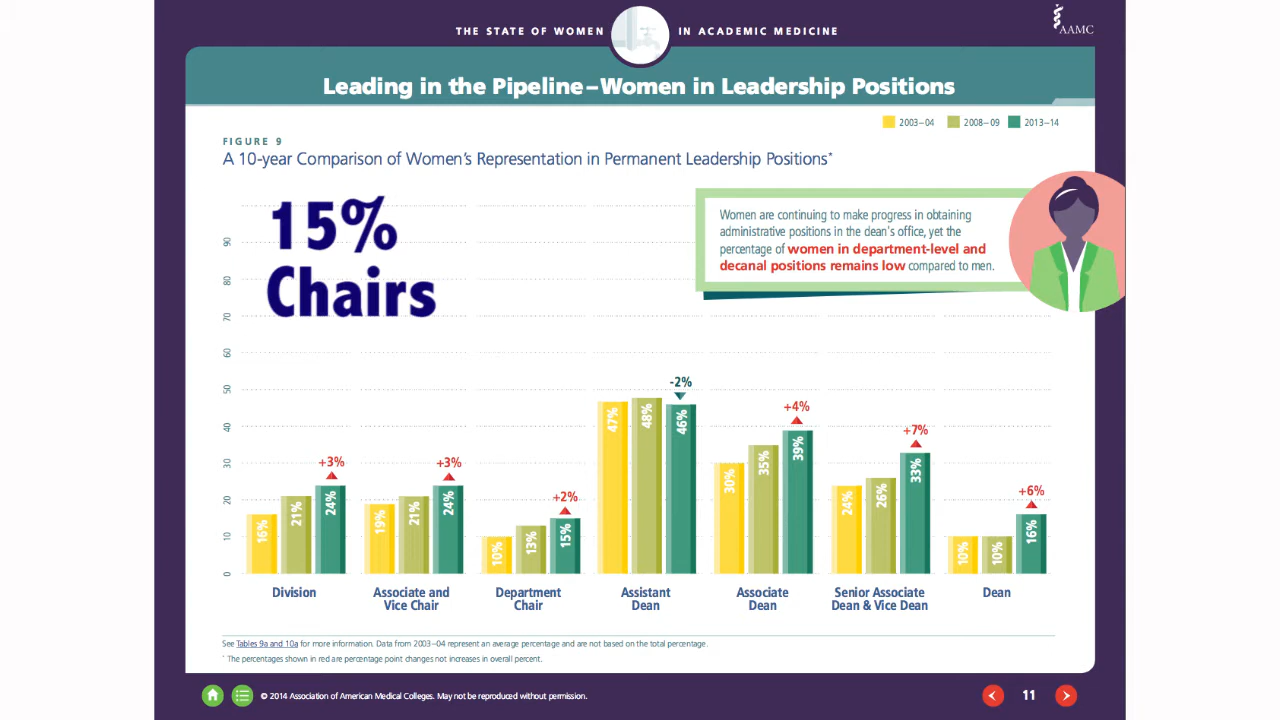 THE STATE OF WOMEN IN ACADEMIC MEDICINE
AAMC
Leading in the Pipeline–Women in Leadership Positions
2003–04 2008–09 2013–14
FIGURE 9
A 10-year Comparison of Women's Representation in Permanent Leadership Positions*
15%
Chairs
Women are continuing to make progress in obtaining
administrative positions in the dean's office, yet the
percentage of women in department-level and
decanal positions remains low compared to men.
90
80
70
60
50
40
30
20
10
0
+3% +3% +2% -2% +4% +7% +6%
16% 21% 24%
19% 21% 24%
10% 13% 15%
47% 48% 46%
30% 35% 39%
24% 26% 33%
10% 10% 16%
Division
Associate and
Vice Chair
Department
Chair
Assistant
Dean
Associate
Dean
Senior Associate
Dean & Vice Dean
Dean
See Tables 9a and 10a for more information. Data from 2003–04 represent an average percentage and are not based on the total percentage.
* The percentages shown in red are percentage point changes not increases in overall percent.
© 2014 Association of American Medical Colleges. May not be reproduced without permission.
11